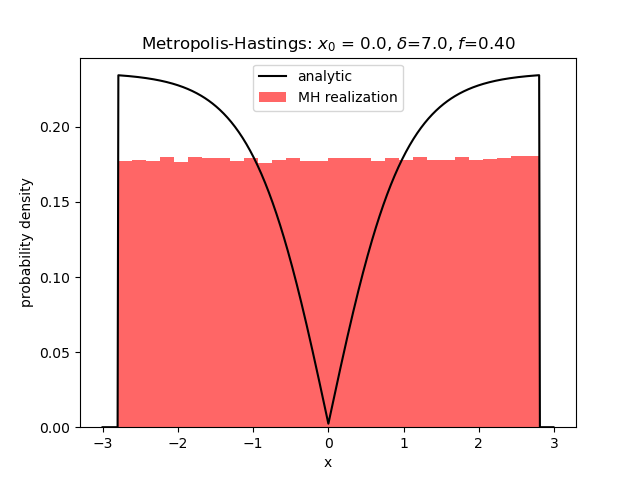 Metropolis-Hastings: x₀ = 0.0, δ=7.0, f=0.40
analytic
MH realization
probability density
0.20
0.15
0.10
0.05
0.00
−3
−2
−1
0
1
2
3
x